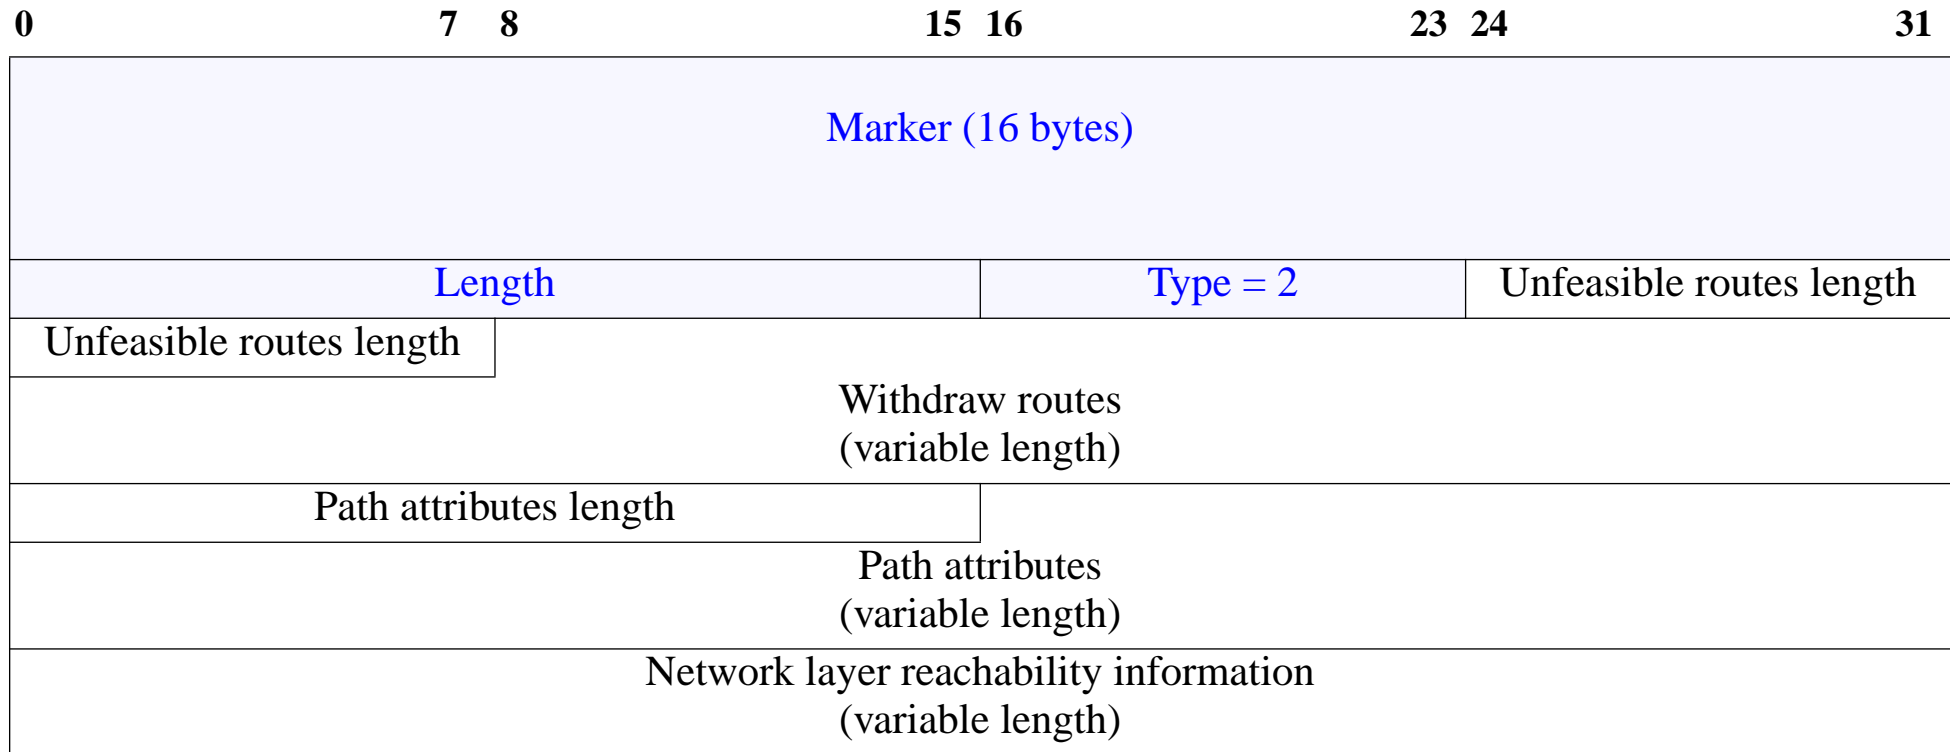 0 7 8 15 16 23 24 31
Marker (16 bytes)
Length Type = 2 Unfeasible routes length
Unfeasible routes length
Withdraw routes
(variable length)
Path attributes length
Path attributes
(variable length)
Network layer reachability information
(variable length)